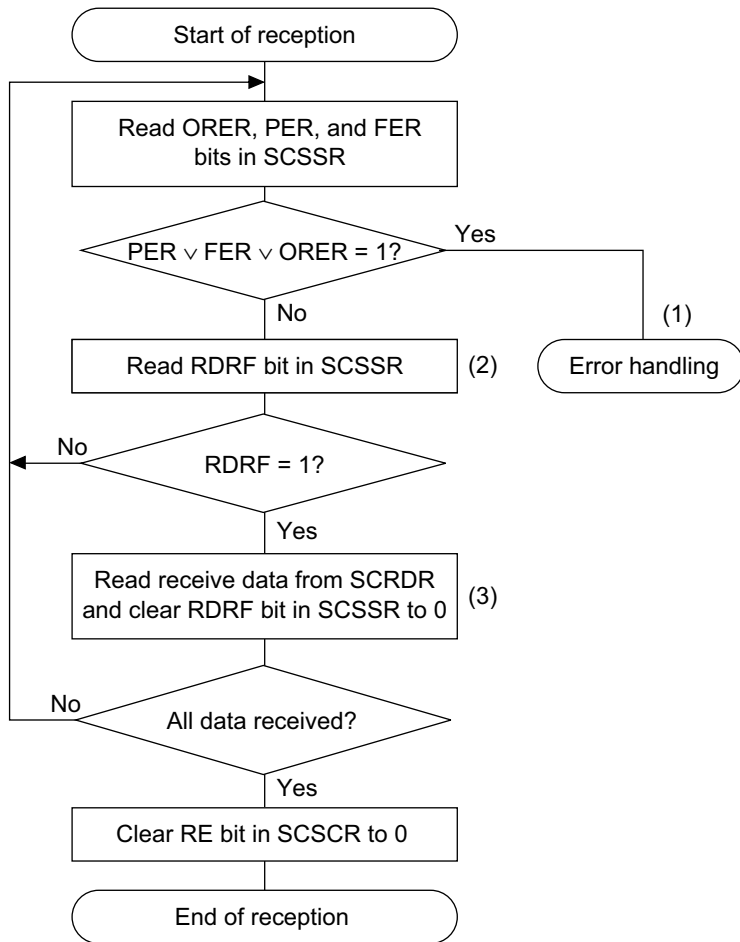 Start of reception
Read ORER, PER, and FER
bits in SCSSR
PER ∨ FER ∨ ORER = 1?
Yes
No
(1)
Error handling
Read RDRF bit in SCSSR
(2)
No
RDRF = 1?
Yes
Read receive data from SCRDR
and clear RDRF bit in SCSSR to 0
(3)
No
All data received?
Yes
Clear RE bit in SCSCR to 0
End of reception